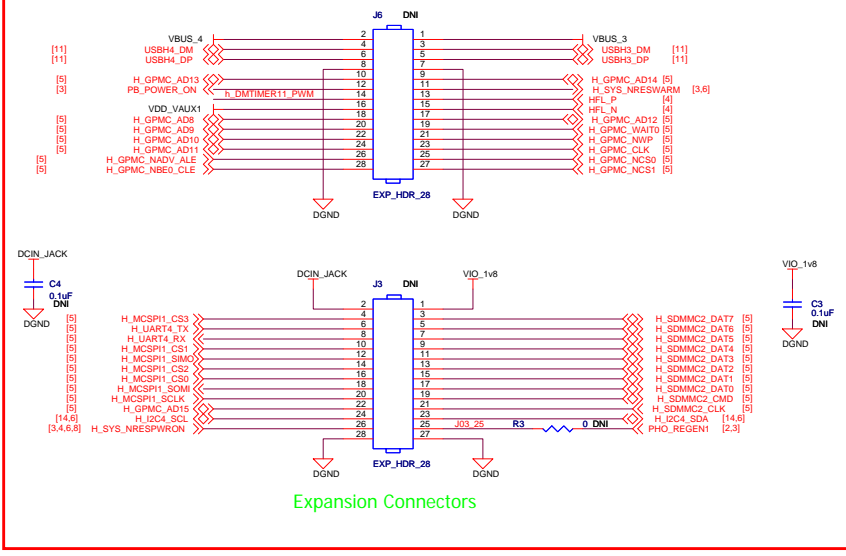 J6 DNI
VBUS_4 2 1 VBUS_3
[11] USBH4_DM 4 3 USBH3_DM [11]
[11] USBH4_DP 6 5 USBH3_DP [11]
8 7
[5] H_GPMC_AD13 10 9 H_GPMC_AD14 [5]
[3] PB_POWER_ON 12 11 H_SYS_NRESWARM [3,6]
h_DMTIMER11_PWM 14 13 HFL_P [4]
VDD_VAUX1 16 15 HFL_N [4]
[5] H_GPMC_AD8 18 17 H_GPMC_AD12 [5]
[5] H_GPMC_AD9 20 19 H_GPMC_WAIT0 [5]
[5] H_GPMC_AD10 22 21 H_GPMC_NWP [5]
[5] H_GPMC_AD11 24 23 H_GPMC_CLK [5]
[5] H_GPMC_NADV_ALE 26 25 H_GPMC_NCS0 [5]
[5] H_GPMC_NBE0_CLE 28 27 H_GPMC_NCS1 [5]
EXP_HDR_28
DGND DGND
DCIN_JACK
C4
0.1uF
DNI
DGND
VIO_1v8
C3
0.1uF
DNI
DGND
DCIN_JACK J3 DNI VIO_1v8
2 1
[5] H_MCSPI1_CS3 4 3 H_SDMMC2_DAT7 [5]
[5] H_UART4_TX 6 5 H_SDMMC2_DAT6 [5]
[5] H_UART4_RX 8 7 H_SDMMC2_DAT5 [5]
[5] H_MCSPI1_CS1 10 9 H_SDMMC2_DAT4 [5]
[5] H_MCSPI1_SIMO 12 11 H_SDMMC2_DAT3 [5]
[5] H_MCSPI1_CS2 14 13 H_SDMMC2_DAT2 [5]
[5] H_MCSPI1_CS0 16 15 H_SDMMC2_DAT1 [5]
[5] H_MCSPI1_SOMI 18 17 H_SDMMC2_DAT0 [5]
[5] H_MCSPI1_SCLK 20 19 H_SDMMC2_CMD [5]
[5] H_GPMC_AD15 22 21 H_SDMMC2_CLK [5]
[14,6] H_I2C4_SCL 24 23 H_I2C4_SDA [14,6]
[3,4,6,8] H_SYS_NRESPWRON 26 25 J03_25 R3 0 DNI PHO_REGEN1 [2,3]
28 27
EXP_HDR_28
DGND DGND
Expansion Connectors